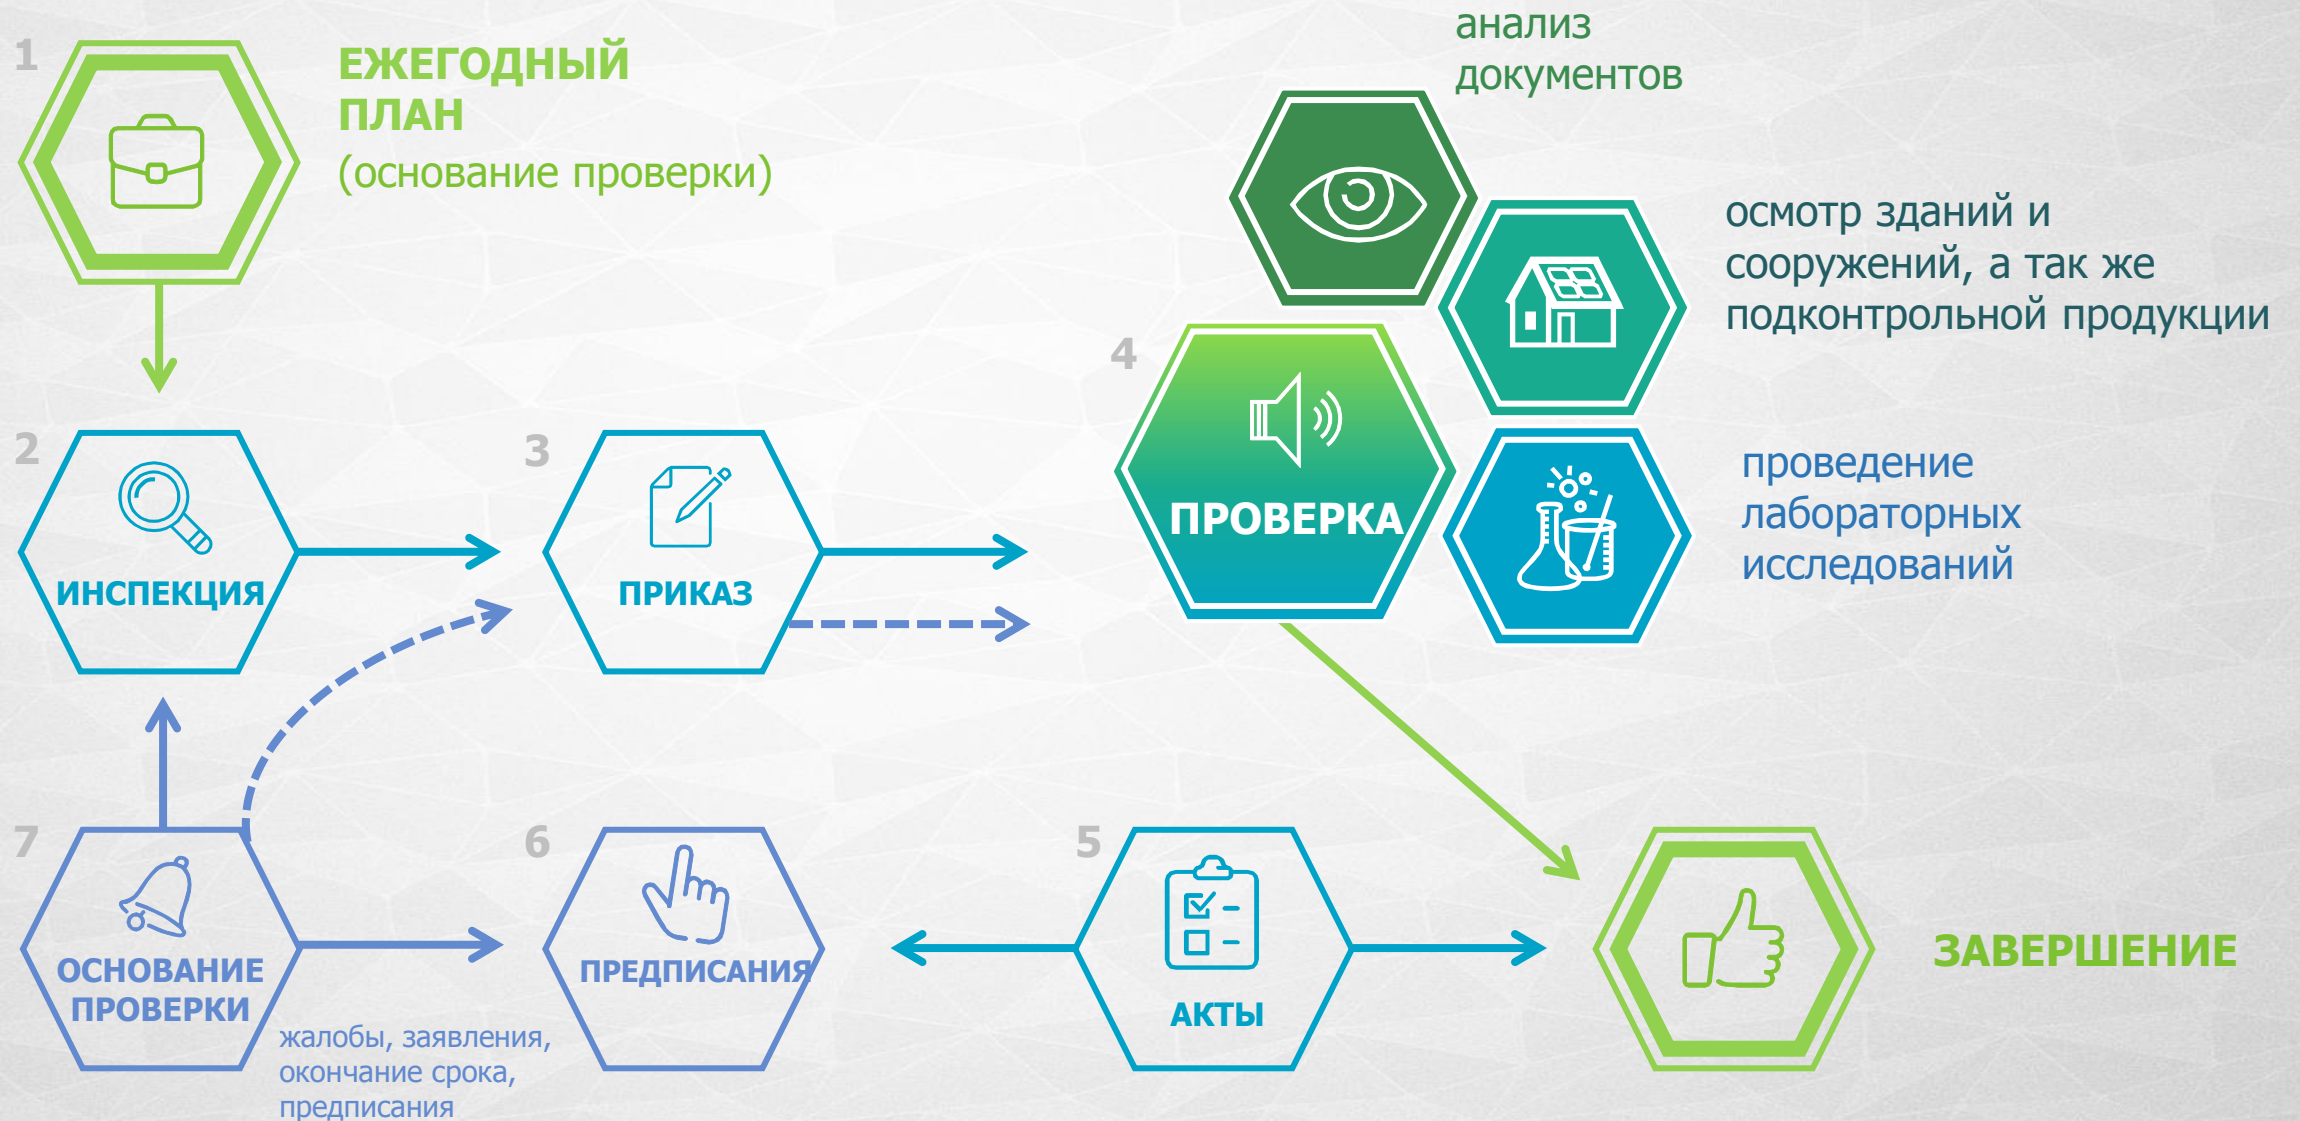 1
ЕЖЕГОДНЫЙ
ПЛАН
(основание проверки)
анализ
документов
осмотр зданий и
сооружений, а так же
подконтрольной продукции
2
ИНСПЕКЦИЯ
3
ПРИКАЗ
4
ПРОВЕРКА
проведение
лабораторных
исследований
7
ОСНОВАНИЕ
ПРОВЕРКИ
жалобы, заявления,
окончание срока,
предписания
6
ПРЕДПИСАНИЯ
5
АКТЫ
ЗАВЕРШЕНИЕ